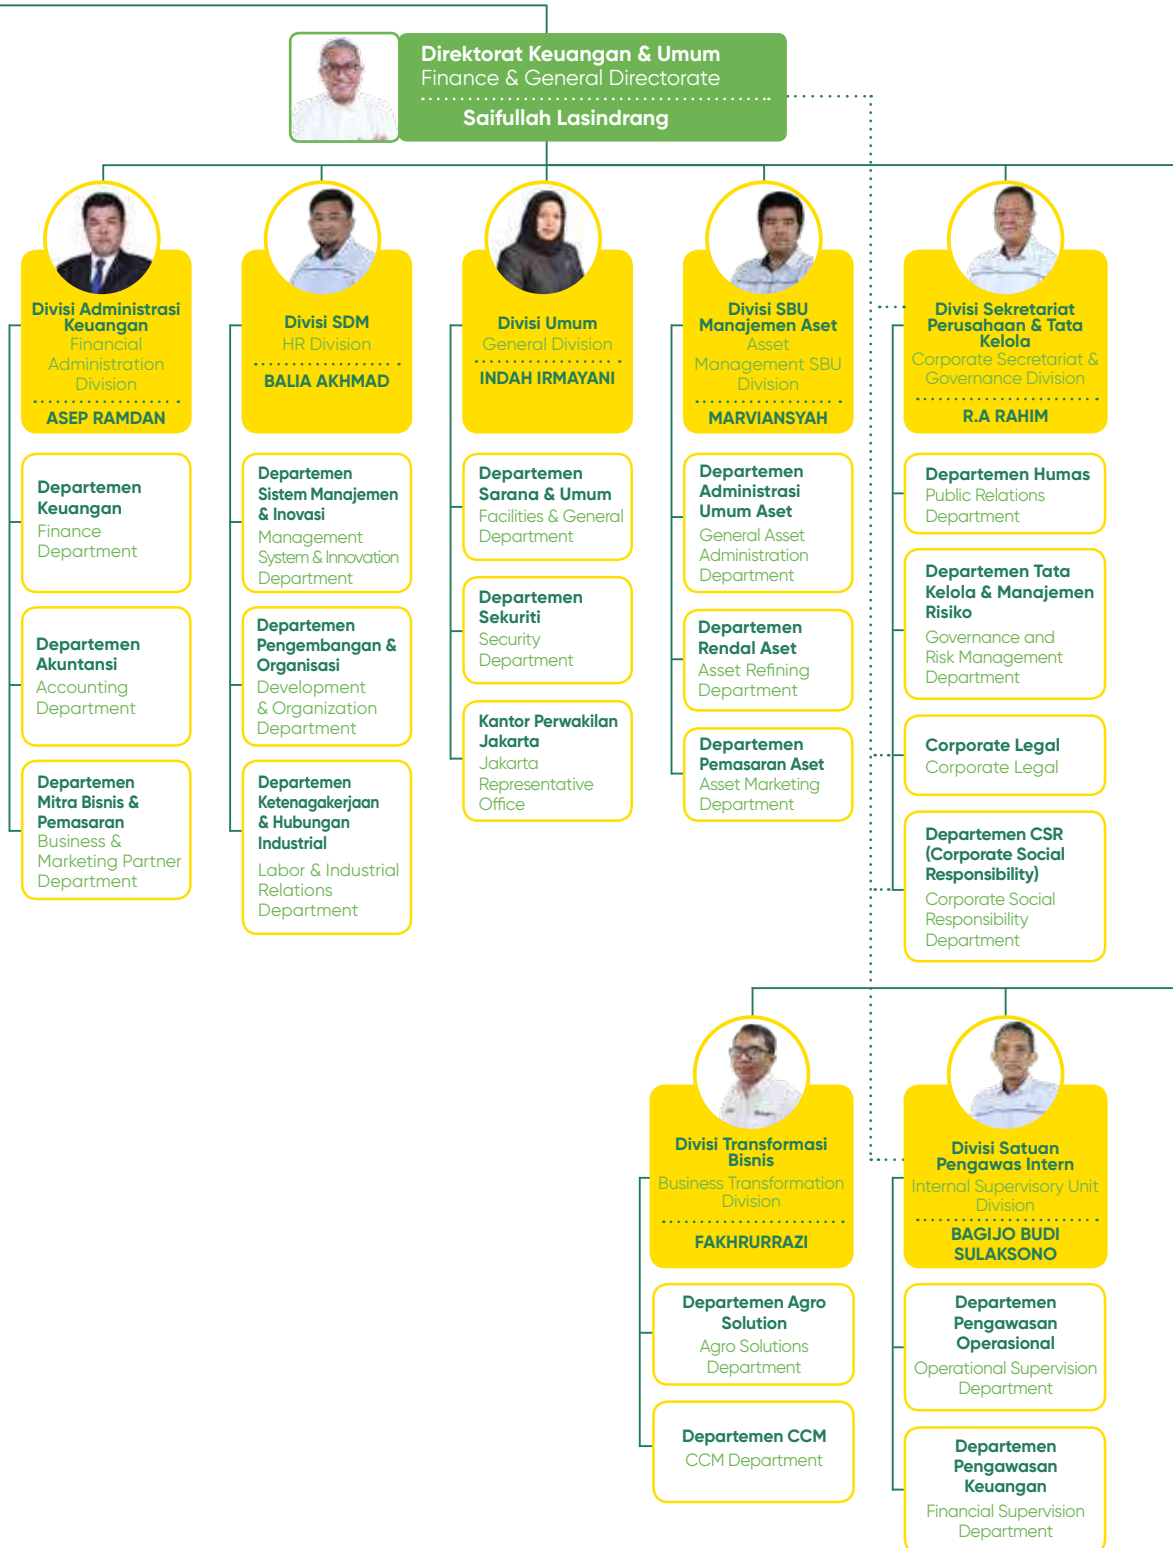 Direktorat Keuangan & Umum
Finance & General Directorate
Saifullah Lasindrang
Divisi Administrasi
Keuangan
Financial
Administration
Division
ASEP RAMDAN
Departemen
Keuangan
Finance
Department
Departemen
Akuntansi
Accounting
Department
Departemen
Mitra Bisnis &
Pemasaran
Business &
Marketing Partner
Department
Divisi SDM
HR Division
BALIA AKHMAD
Departemen
Sistem Manajemen
& Inovasi
Management
System & Innovation
Department
Departemen
Pengembangan &
Organisasi
Development
& Organization
Department
Departemen
Ketenagakerjaan
& Hubungan
Industrial
Labor & Industrial
Relations
Department
Divisi Umum
General Division
INDAH IRMAYANI
Departemen
Sarana & Umum
Facilities & General
Department
Departemen
Sekuriti
Security
Department
Kantor Perwakilan
Jakarta
Jakarta
Representative
Office
Divisi SBU
Manajemen Aset
Asset
Management SBU
Division
MARVIANSYAH
Departemen
Administrasi
Umum Aset
General Asset
Administration
Department
Departemen
Rendal Aset
Asset Refining
Department
Departemen
Pemasaran Aset
Asset Marketing
Department
Divisi Sekretariat
Perusahaan & Tata
Kelola
Corporate Secretariat &
Governance Division
R.A RAHIM
Departemen Humas
Public Relations
Department
Departemen Tata
Kelola & Manajemen
Risiko
Governance and
Risk Management
Department
Corporate Legal
Corporate Legal
Departemen CSR
(Corporate Social
Responsibility)
Corporate Social
Responsibility
Department
Divisi Transformasi
Bisnis
Business Transformation
Division
FAKHRURRAZI
Departemen Agro
Solution
Agro Solutions
Department
Departemen CCM
CCM Department
Divisi Satuan
Pengawas Intern
Internal Supervisory Unit
Division
BAGIJO BUDI
SULAKSONO
Departemen
Pengawasan
Operasional
Operational Supervision
Department
Departemen
Pengawasan
Keuangan
Financial Supervision
Department